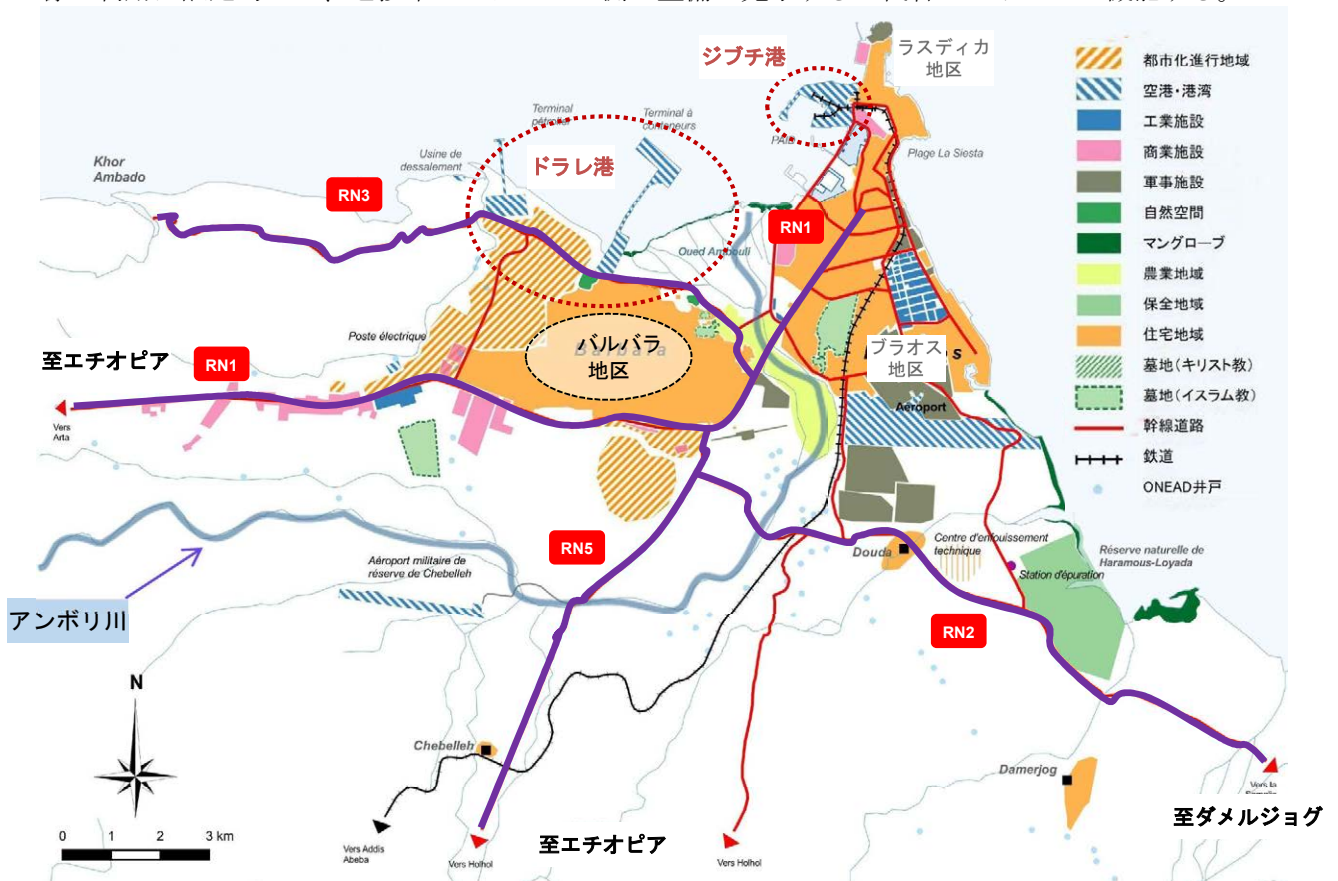 ジブチ港
ラスディカ
地区
都市化進行地域
空港・港湾
工業施設
商業施設
軍事施設
自然空間
マングローブ
農業地域
保全地域
住宅地域
墓地(キリスト教)
墓地(イスラム教)
幹線道路
鉄道
ONEAD井戸
Terminal
pétrolier
Terminal à
conteneurs
PAID
Plage La Siesta
Usine de
dessalement
ドラレ港
Khor
Ambado
RN3
RN1
Oued Ambouli
Poste électrique
バルバラ
地区
ブラオス
地区
Aéroport
至エチオピア
RN1
Vers
Arta
RN5
Aéroport militaire de
réserve de Chebelleh
アンボリ川
Douda
Centre d'enfouissement
technique
Station d'épuration
Réserve naturelle de
Haramous-Loyada
RN2
N
Chebelleh
Damerjog
Vers la
至ダメルジョグ
0 1 2 3 km
Vers Addis
Abeba
Vers Holhol
至エチオピア
Vers Holhol